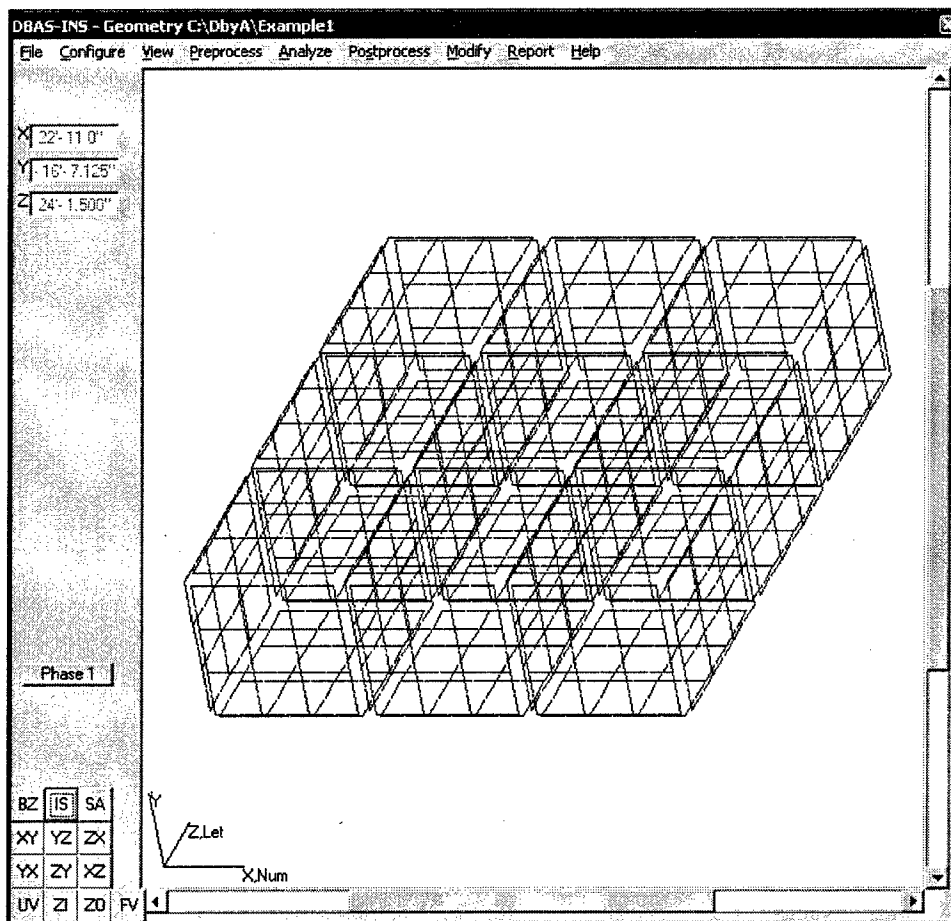 DBAS-INS - Geometry C:\DbyA\Example1
File Configure View Preprocess Analyze Postprocess Modify Report Help
X 22'- 11.0"
Y - 16'- 7.125"
Z 24'- 1.500"
Phase 1
BZ IS SA
XY YZ ZX
YX ZY XZ
UV ZI ZO FV
Y
Z,Let
X,Num